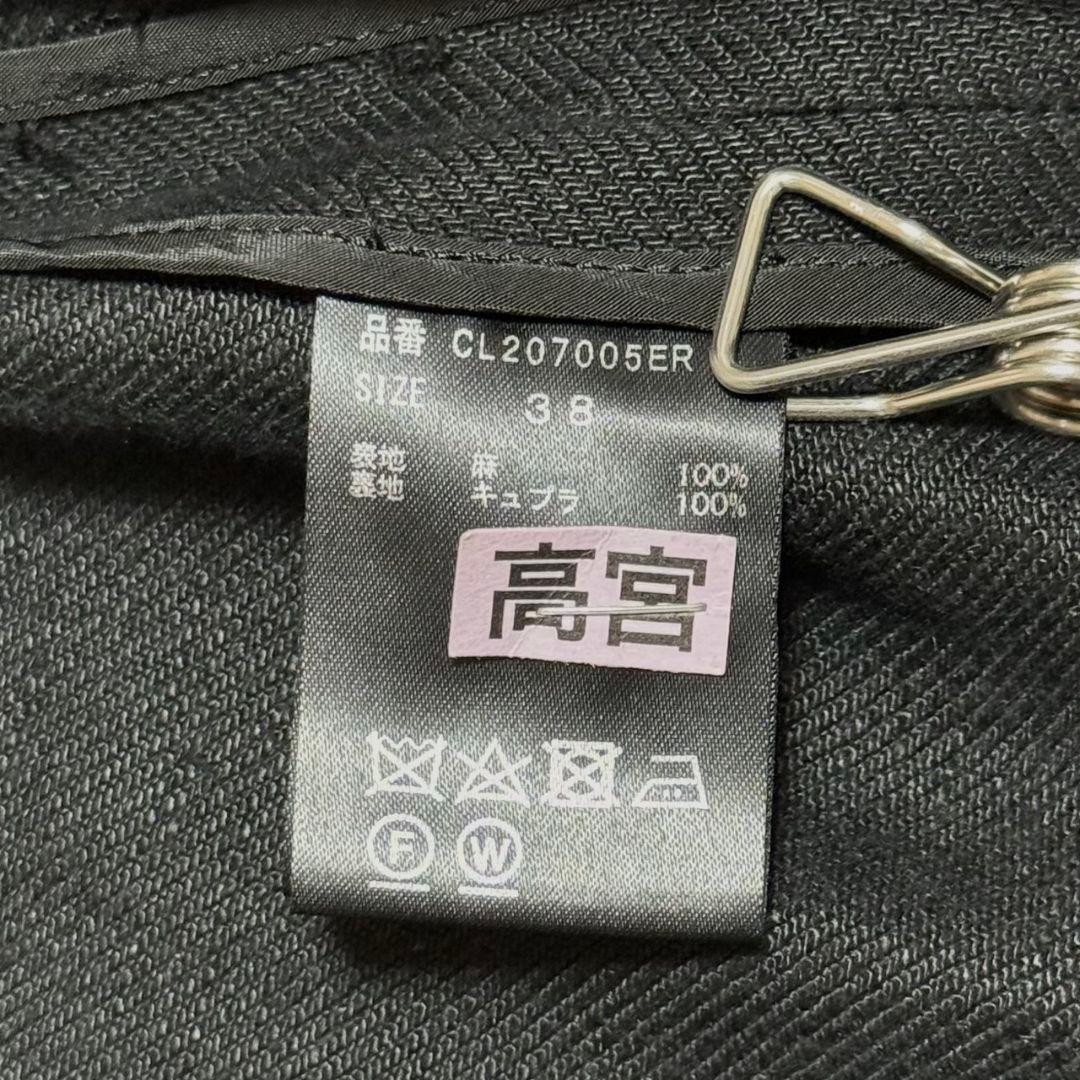 品番 CL207005ER
SIZE 38
表地 麻 100%
裏地 キュプラ 100%
高宮
F W